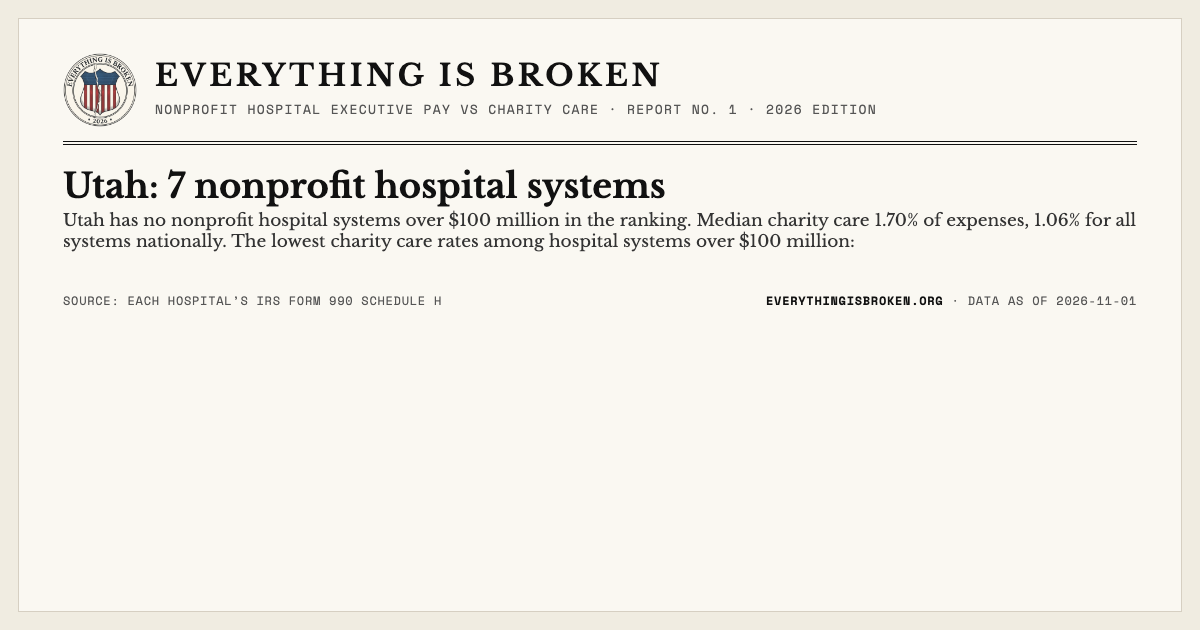 EVERYTHING IS BROKEN
2026
EVERYTHING IS BROKEN
NONPROFIT HOSPITAL EXECUTIVE PAY VS CHARITY CARE · REPORT NO. 1 · 2026 EDITION
Utah: 7 nonprofit hospital systems
Utah has no nonprofit hospital systems over $100 million in the ranking. Median charity care 1.70% of expenses, 1.06% for all
systems nationally. The lowest charity care rates among hospital systems over $100 million:
SOURCE: EACH HOSPITAL’S IRS FORM 990 SCHEDULE H
EVERYTHINGISBROKEN.ORG · DATA AS OF 2026-11-01